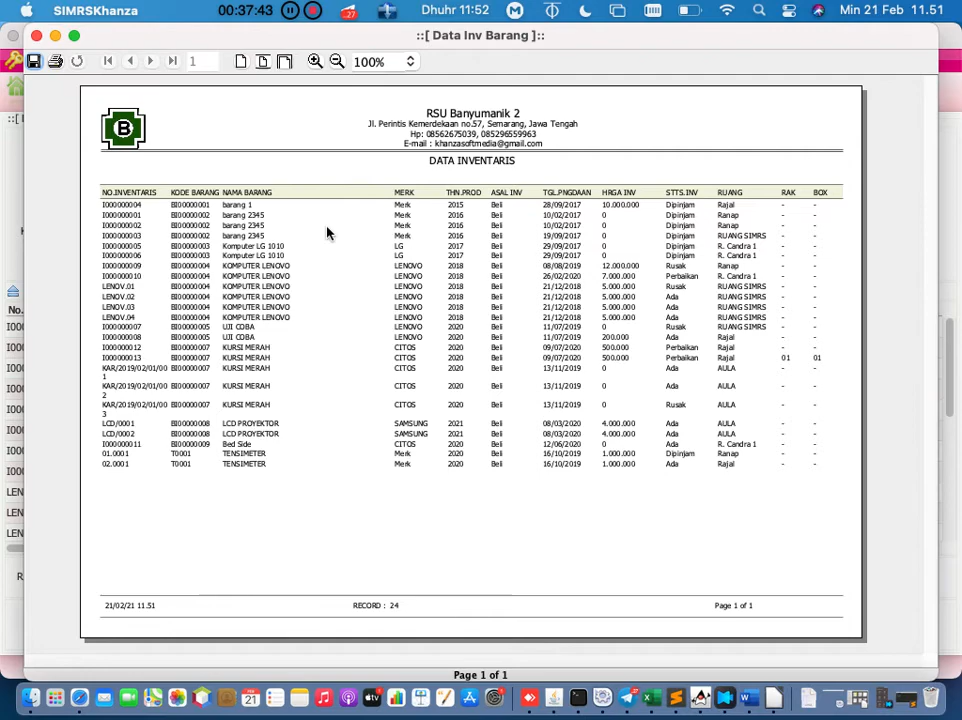 SIMRSKhanza 00:37:43 27 Dhuhr 11:52 Min 21 Feb 11.51
::[ Data Inv Barang ]::
1 100%
B
RSU Banyumanik 2
Jl. Perintis Kemerdekaan no.57, Semarang, Jawa Tengah
Hp: 08562675039, 085296559963
E-mail : khanzasoftmedia@gmail.com
DATA INVENTARIS
NO.INVENTARIS KODE BARANG NAMA BARANG MERK THN.PROD ASAL INV TGL.PNGDAAN HRGA INV STTS.INV RUANG RAK BOX
I000000004 BI00000001 barang 1 Merk 2015 Beli 28/09/2017 10.000.000 Dipinjam Rajal - -
I000000001 BI00000002 barang 2345 Merk 2016 Beli 10/02/2017 0 Dipinjam Ranap - -
I000000002 BI00000002 barang 2345 Merk 2016 Beli 10/02/2017 0 Dipinjam Ranap - -
I000000003 BI00000002 barang 2345 Merk 2016 Beli 19/09/2017 0 Dipinjam RUANG SIMRS - -
I000000005 BI00000003 Komputer LG 1010 LG 2017 Beli 29/09/2017 0 Dipinjam R. Candra 1 - -
I000000006 BI00000003 Komputer LG 1010 LG 2017 Beli 29/09/2017 0 Dipinjam R. Candra 1 - -
I000000009 BI00000004 KOMPUTER LENOVO LENOVO 2018 Beli 08/08/2019 12.000.000 Rusak Ranap - -
I000000010 BI00000004 KOMPUTER LENOVO LENOVO 2018 Beli 26/02/2020 7.000.000 Perbaikan R. Candra 1 - -
LENOV.01 BI00000004 KOMPUTER LENOVO LENOVO 2018 Beli 21/12/2018 5.000.000 Rusak RUANG SIMRS - -
LENOV.02 BI00000004 KOMPUTER LENOVO LENOVO 2018 Beli 21/12/2018 5.000.000 Ada RUANG SIMRS - -
LENOV.03 BI00000004 KOMPUTER LENOVO LENOVO 2018 Beli 21/12/2018 5.000.000 Ada RUANG SIMRS - -
LENOV.04 BI00000004 KOMPUTER LENOVO LENOVO 2018 Beli 21/12/2018 5.000.000 Ada RUANG SIMRS - -
I000000007 BI00000005 UJI COBA LENOVO 2020 Beli 11/07/2020 0 Rusak RUANG SIMRS - -
I000000008 BI00000005 UJI COBA LENOVO 2020 Beli 11/07/2020 200.000 Ada Ranap - -
I000000012 BI00000007 KURSI MERAH CITOS 2020 Beli 09/07/2020 500.000 Perbaikan Rajal - -
I000000013 BI00000007 KURSI MERAH CITOS 2020 Beli 09/07/2020 500.000 Perbaikan Rajal 01 01
KAR/2019/02/01/00 BI00000007 KURSI MERAH CITOS 2020 Beli 13/11/2019 0 Ada AULA - -
1
KAR/2019/02/01/00 BI00000007 KURSI MERAH CITOS 2020 Beli 13/11/2019 0 Ada AULA - -
2
KAR/2019/02/01/00 BI00000007 KURSI MERAH CITOS 2020 Beli 13/11/2019 0 Rusak AULA - -
3
LCD/0001 BI00000008 LCD PROYEKTOR SAMSUNG 2021 Beli 08/03/2020 4.000.000 Ada AULA - -
LCD/0002 BI00000008 LCD PROYEKTOR SAMSUNG 2021 Beli 08/03/2020 4.000.000 Ada AULA - -
I000000011 BI00000009 Bed Side CITOS 2020 Beli 12/06/2020 0 Ada R. Candra 1 - -
01.0001 T0001 TENSIMETER Merk 2020 Beli 16/10/2019 1.000.000 Dipinjam Ranap - -
02.0001 T0001 TENSIMETER Merk 2020 Beli 16/10/2019 1.000.000 Ada Rajal - -
21/02/21 11.51 RECORD : 24 Page 1 of 1
Page 1 of 1